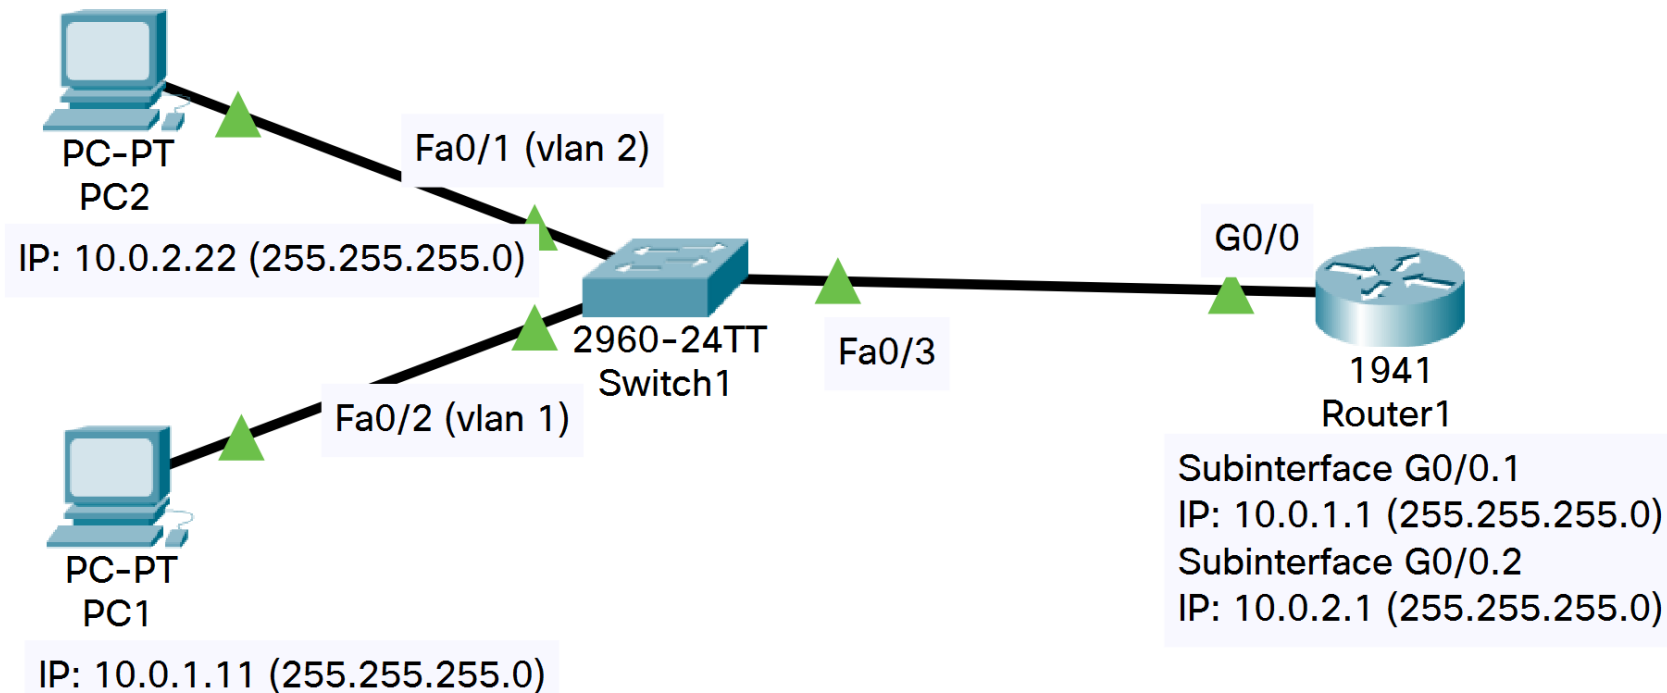 PC-PT
PC2
IP: 10.0.2.22 (255.255.255.0)
Fa0/1 (vlan 2)
Fa0/2 (vlan 1)
PC-PT
PC1
IP: 10.0.1.11 (255.255.255.0)
2960-24TT
Switch1
Fa0/3
G0/0
1941
Router1
Subinterface G0/0.1
IP: 10.0.1.1 (255.255.255.0)
Subinterface G0/0.2
IP: 10.0.2.1 (255.255.255.0)